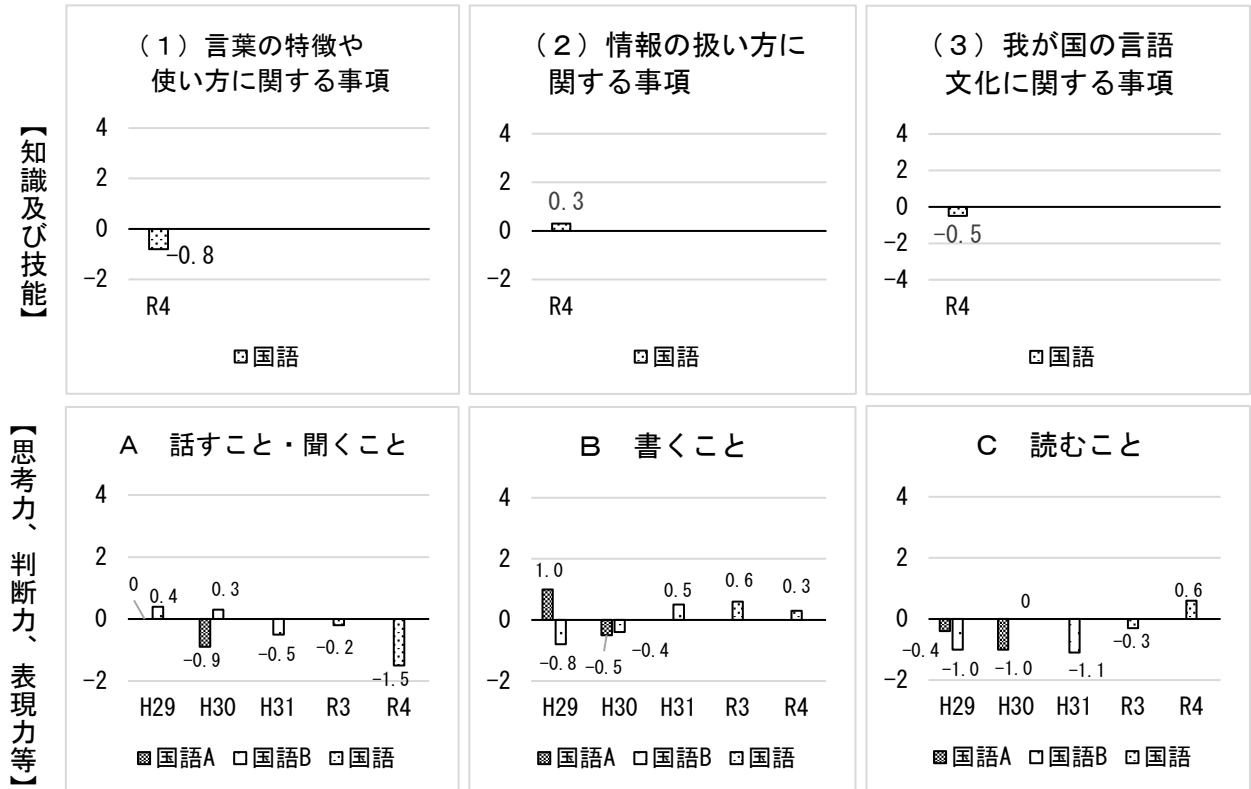 【知識及び技能】
（１）言葉の特徴や
使い方に関する事項
4
2
0
-0.8
-2
R4
国語
（２）情報の扱い方に
関する事項
4
2
0.3
0
-2
R4
国語
（３）我が国の言語
文化に関する事項
4
2
0
-0.5
-2
-4
R4
国語
【思考力、判断力、表現力等】
Ａ　話すこと・聞くこと
4
2
0 0.4 0.3
0
-0.9 -0.5 -0.2 -1.5
-2
H29 H30 H31 R3 R4
国語A 国語B 国語
Ｂ　書くこと
4
2
1.0 0.5 0.6 0.3
0
-0.8 -0.5 -0.4
-2
H29 H30 H31 R3 R4
国語A 国語B 国語
Ｃ　読むこと
4
2
0 0.6
0
-0.4 -1.0 -1.0 -1.1 -0.3
-2
H29 H30 H31 R3 R4
国語A 国語B 国語